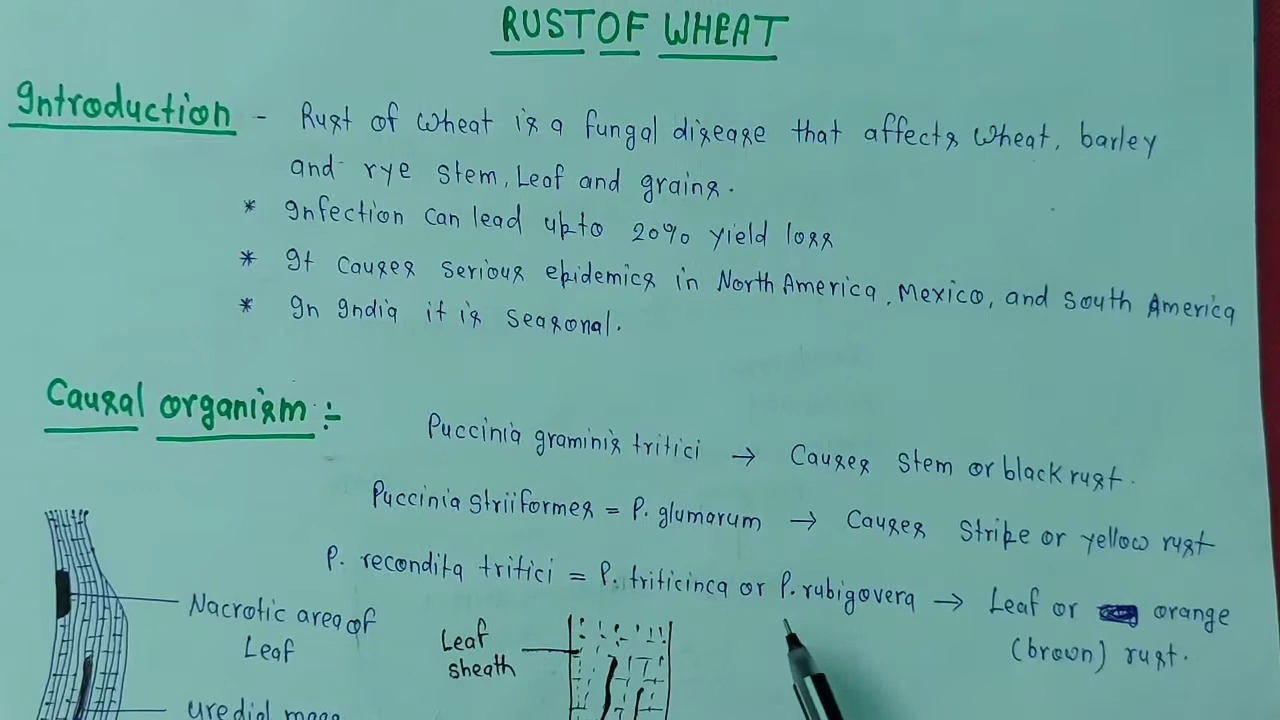 RUST OF WHEAT
Introduction - Rust of wheat is a fungal disease that affects wheat, barley
and rye stem, Leaf and grains.
* Infection can lead upto 20% yield loss
* It causes serious epidemics in North America, Mexico, and South America
* In India it is seasonal.
Causal organism :-
Puccinia graminis tritici → Causes stem or black rust.
Puccinia striiformes = P. glumarum → Causes stripe or yellow rust
P. recondita tritici = P. triticinca or P. rubigovera → Leaf or orange
(brown) rust.
Nacrotic area of
Leaf
Leaf
sheath
uredial